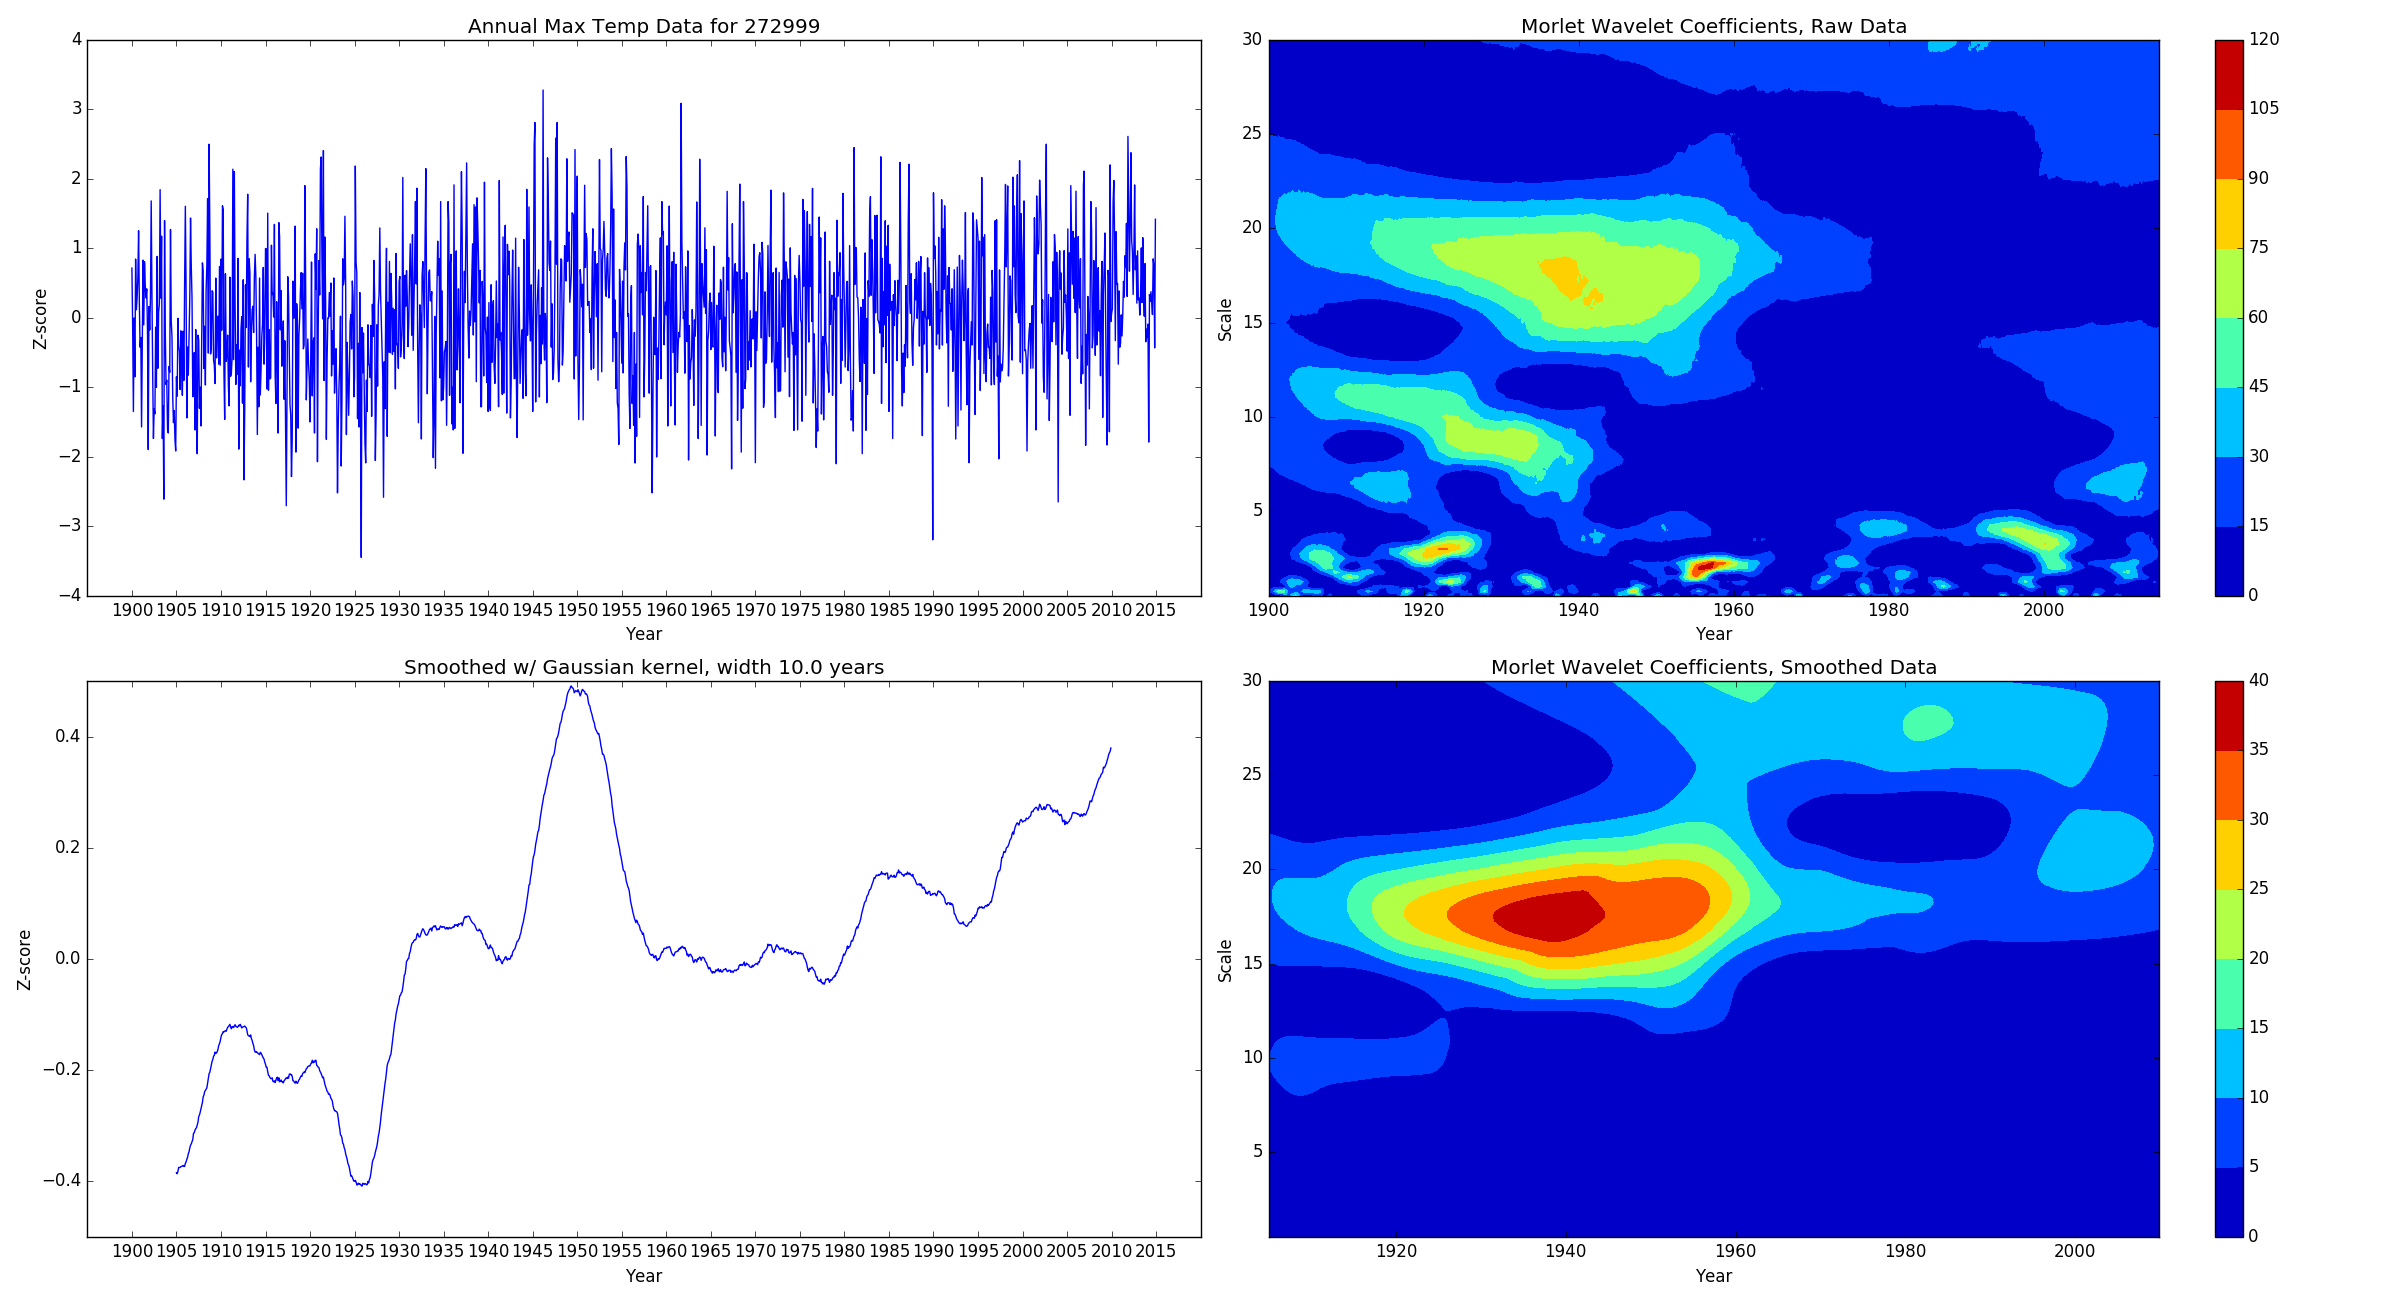 Annual Max Temp Data for 272999
4
3
2
1
0
−1
−2
−3
−4
Z-score
1900 1905 1910 1915 1920 1925 1930 1935 1940 1945 1950 1955 1960 1965 1970 1975 1980 1985 1990 1995 2000 2005 2010 2015
Year
Morlet Wavelet Coefficients, Raw Data
30
25
20
15
10
5
Scale
1900 1920 1940 1960 1980 2000
Year
120
105
90
75
60
45
30
15
0
Smoothed w/ Gaussian kernel, width 10.0 years
0.4
0.2
0.0
−0.2
−0.4
Z-score
1900 1905 1910 1915 1920 1925 1930 1935 1940 1945 1950 1955 1960 1965 1970 1975 1980 1985 1990 1995 2000 2005 2010 2015
Year
Morlet Wavelet Coefficients, Smoothed Data
30
25
20
15
10
5
Scale
1920 1940 1960 1980 2000
Year
40
35
30
25
20
15
10
5
0